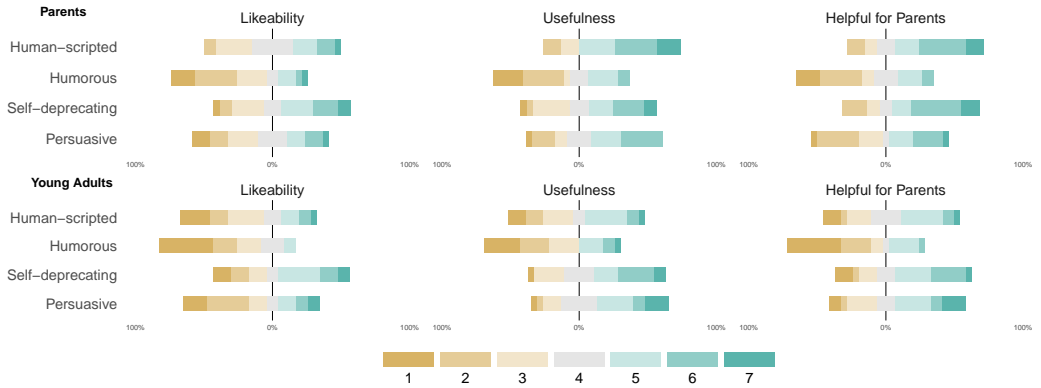 Parents
Likeability Usefulness Helpful for Parents
Human−scripted
Humorous
Self−deprecating
Persuasive
100% 0% 100% 100% 0% 100% 100% 0% 100%
Young Adults
Likeability Usefulness Helpful for Parents
Human−scripted
Humorous
Self−deprecating
Persuasive
100% 0% 100% 100% 0% 100% 100% 0% 100%
1 2 3 4 5 6 7